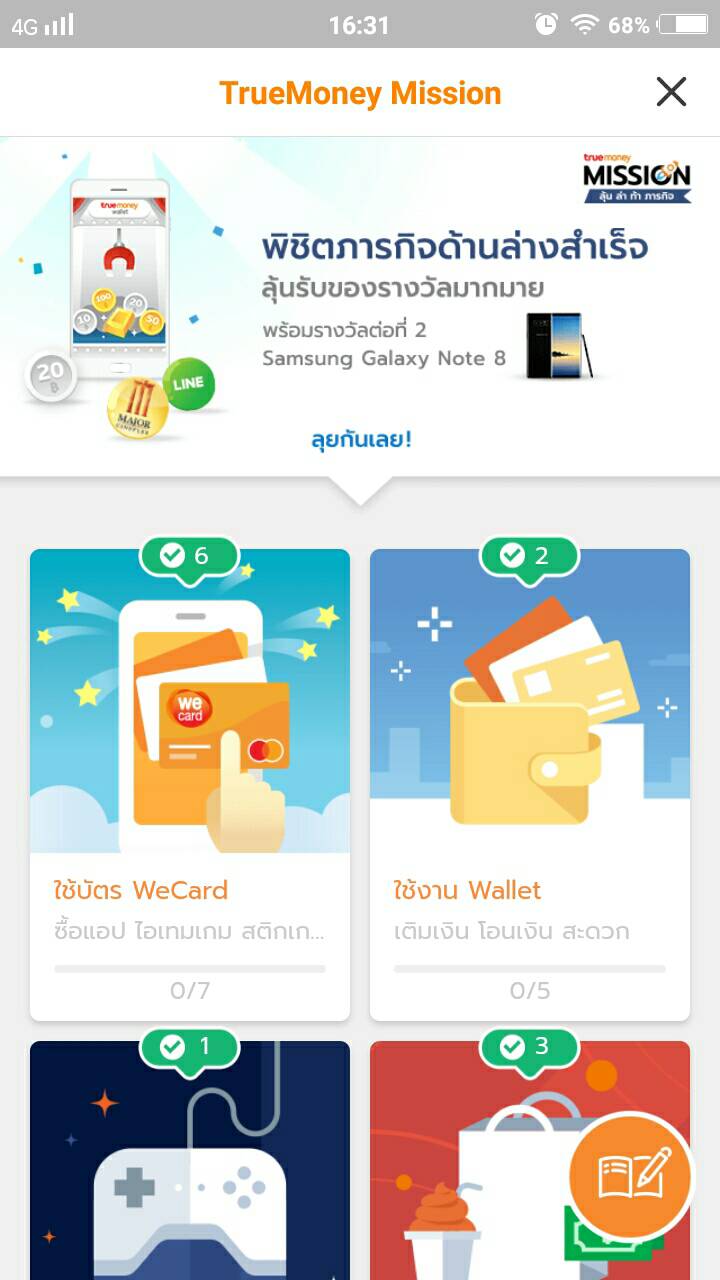 4G 16:31 68%
TrueMoney Mission
truemoney
MISSION
ลุ้น ล่า ท้า ภารกิจ
truemoney
wallet
พิชิตภารกิจด้านล่างสำเร็จ
ลุ้นรับของรางวัลมากมาย
พร้อมรางวัลต่อที่ 2
Samsung Galaxy Note 8
100
20
10
50
20
฿
LINE
MAJOR
CINEPLEX
ลุยกันเลย!
6
2
we
card
ใช้บัตร WeCard
ซื้อแอป ไอเทมเกม สติกเก...
0/7
ใช้งาน Wallet
เติมเงิน โอนเงิน สะดวก
0/5
1
3